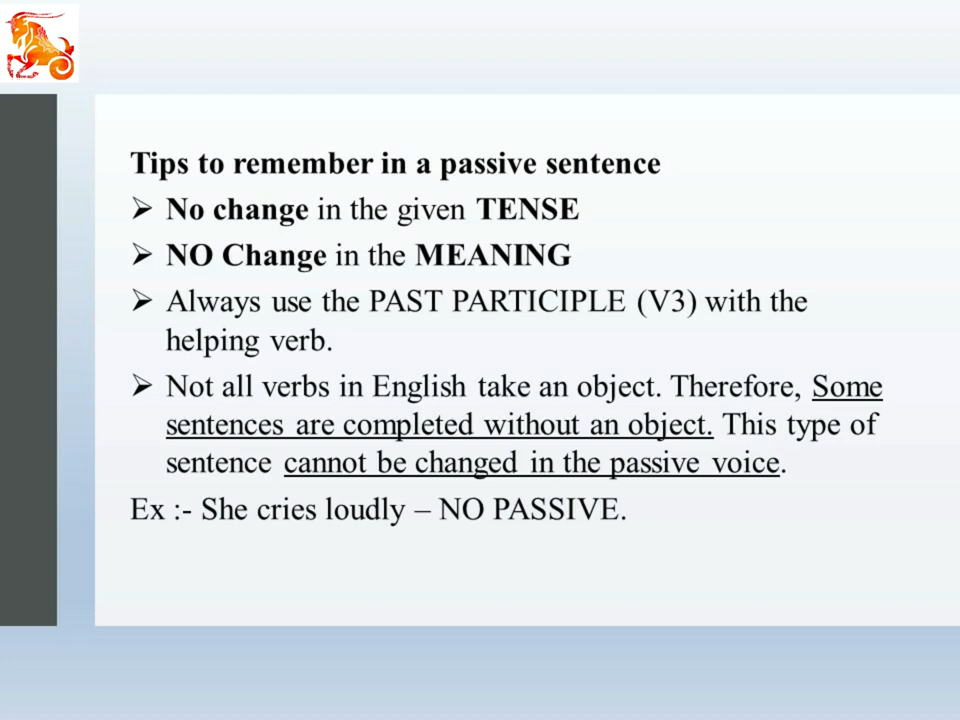 Tips to remember in a passive sentence
➢ No change in the given TENSE
➢ NO Change in the MEANING
➢ Always use the PAST PARTICIPLE (V3) with the
helping verb.
➢ Not all verbs in English take an object. Therefore, Some
sentences are completed without an object. This type of
sentence cannot be changed in the passive voice.
Ex :- She cries loudly – NO PASSIVE.